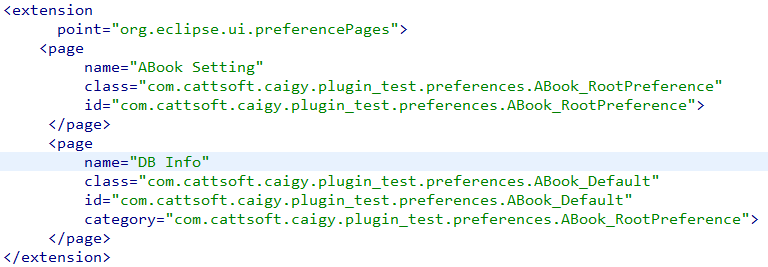 <extension
point="org.eclipse.ui.preferencePages">
<page
name="ABook Setting"
class="com.cattsoft.caigy.plugin_test.preferences.ABook_RootPreference"
id="com.cattsoft.caigy.plugin_test.preferences.ABook_RootPreference">
</page>
<page
name="DB Info"
class="com.cattsoft.caigy.plugin_test.preferences.ABook_Default"
id="com.cattsoft.caigy.plugin_test.preferences.ABook_Default"
category="com.cattsoft.caigy.plugin_test.preferences.ABook_RootPreference">
</page>
</extension>